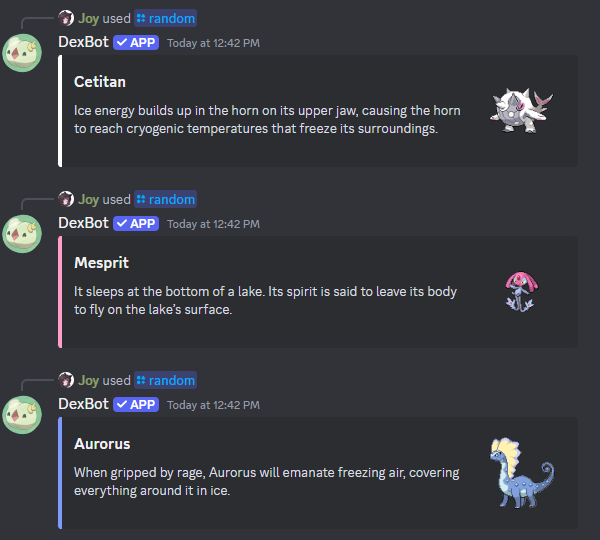 Joy used random
DexBot ✓ APP Today at 12:42 PM
Cetitan
Ice energy builds up in the horn on its upper jaw, causing the horn
to reach cryogenic temperatures that freeze its surroundings.
Joy used random
DexBot ✓ APP Today at 12:42 PM
Mesprit
It sleeps at the bottom of a lake. Its spirit is said to leave its body
to fly on the lake’s surface.
Joy used random
DexBot ✓ APP Today at 12:42 PM
Aurorus
When gripped by rage, Aurorus will emanate freezing air, covering
everything around it in ice.